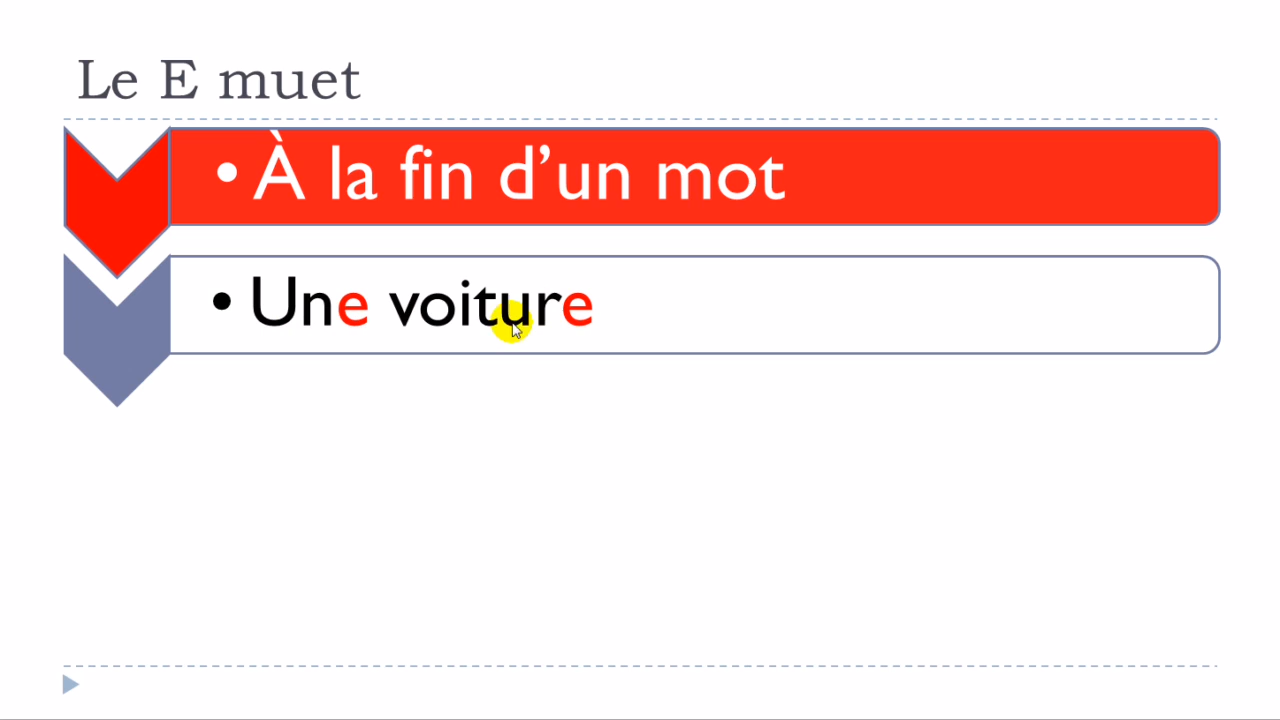 Le E muet
• À la fin d’un mot
• Une voiture